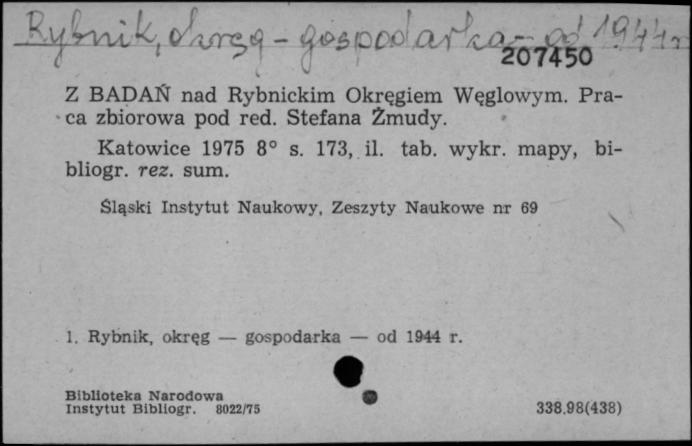 Rybnik, okręg - gospodarka - od 1944 r
207450
Z BADAŃ nad Rybnickim Okręgiem Węglowym. Pra-
ca zbiorowa pod red. Stefana Żmudy.
Katowice 1975 8° s. 173, il. tab. wykr. mapy, bi-
bliogr. rez. sum.
Śląski Instytut Naukowy, Zeszyty Naukowe nr 69
1. Rybnik, okręg — gospodarka — od 1944 r.
Biblioteka Narodowa
Instytut Bibliogr. 8022/75
338.98(438)